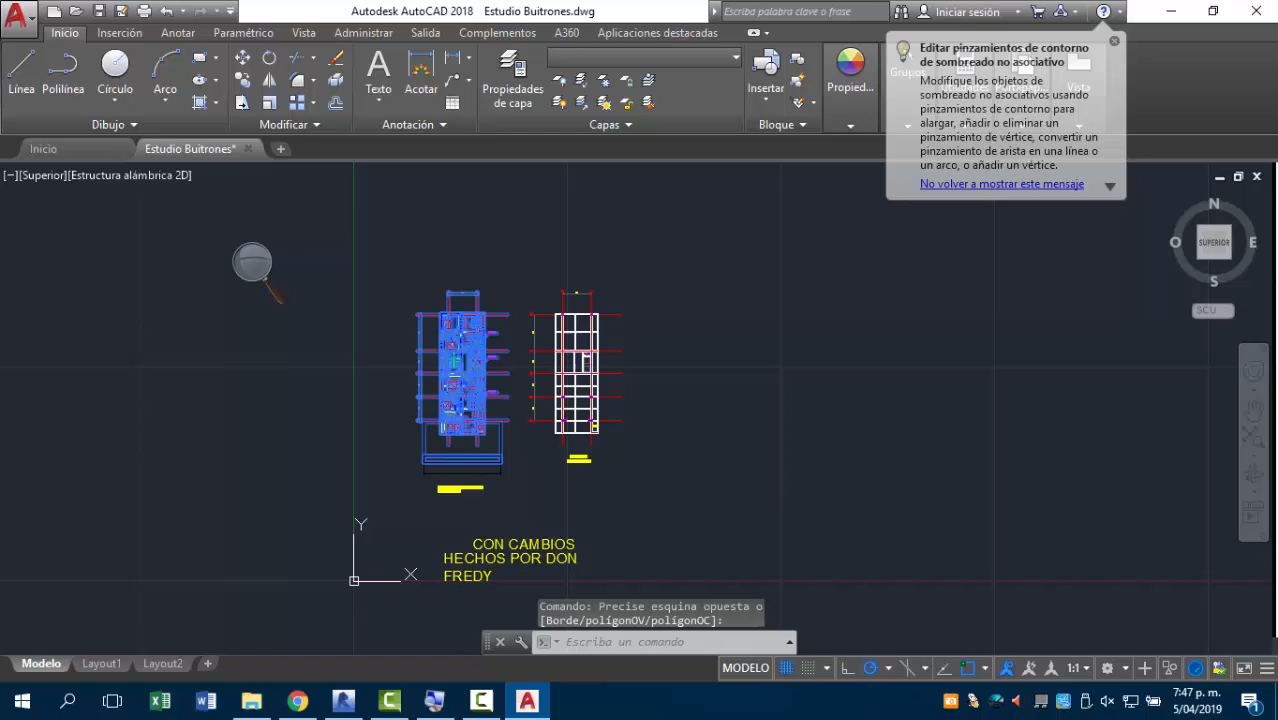 Autodesk AutoCAD 2018 Estudio Buitrones.dwg
Escriba palabra clave o frase
Iniciar sesión
Inicio Inserción Anotar Paramétrico Vista Administrar Salida Complementos A360 Aplicaciones destacadas
Línea
Polilínea
Círculo
Arco
Texto
Acotar
Propiedades
de capa
Insertar
Propied...
Grupos
Vista
Dibujo
Modificar
Anotación
Capas
Bloque
Editar pinzamientos de contorno
de sombreado no asociativo
Modifique los objetos de
sombreado no asociativos usando
pinzamientos de contorno para
alargar, añadir o eliminar un
pinzamiento de vértice, convertir un
pinzamiento de arista en una línea o
un arco, o añadir un vértice.
No volver a mostrar este mensaje
Inicio
Estudio Buitrones*
[−][Superior][Estructura alámbrica 2D]
N
O
SUPERIOR
E
S
SCU
Y
X
CON CAMBIOS
HECHOS POR DON
FREDY
Comando: Precise esquina opuesta o
[Borde/polígonOV/polígonOC]:
Escriba un comando
Modelo Layout1 Layout2
MODELO
1:1
7:47 p. m.
5/04/2019